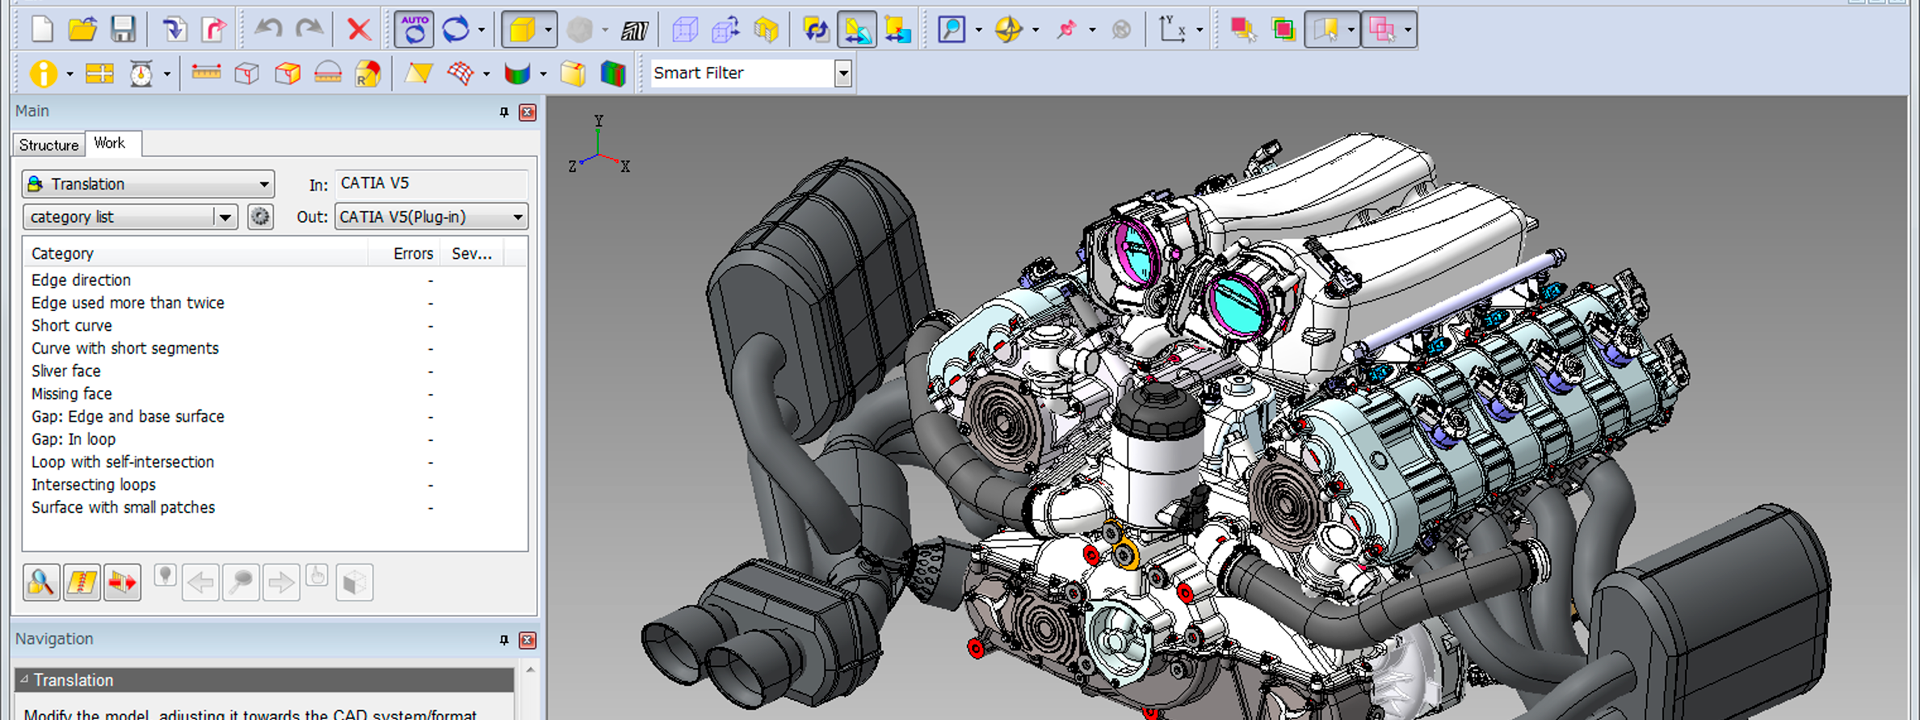 AUTO
Y
X
R
Smart Filter
Main
Structure
Work
Translation
In:
CATIA V5
category list
Out:
CATIA V5(Plug-in)
Category
Errors
Sev...
Edge direction -
Edge used more than twice -
Short curve -
Curve with short segments -
Sliver face -
Missing face -
Gap: Edge and base surface -
Gap: In loop -
Loop with self-intersection -
Intersecting loops -
Surface with small patches -
Navigation
Translation
Modify the model, adjusting it towards the CAD system/format
Y
Z
X